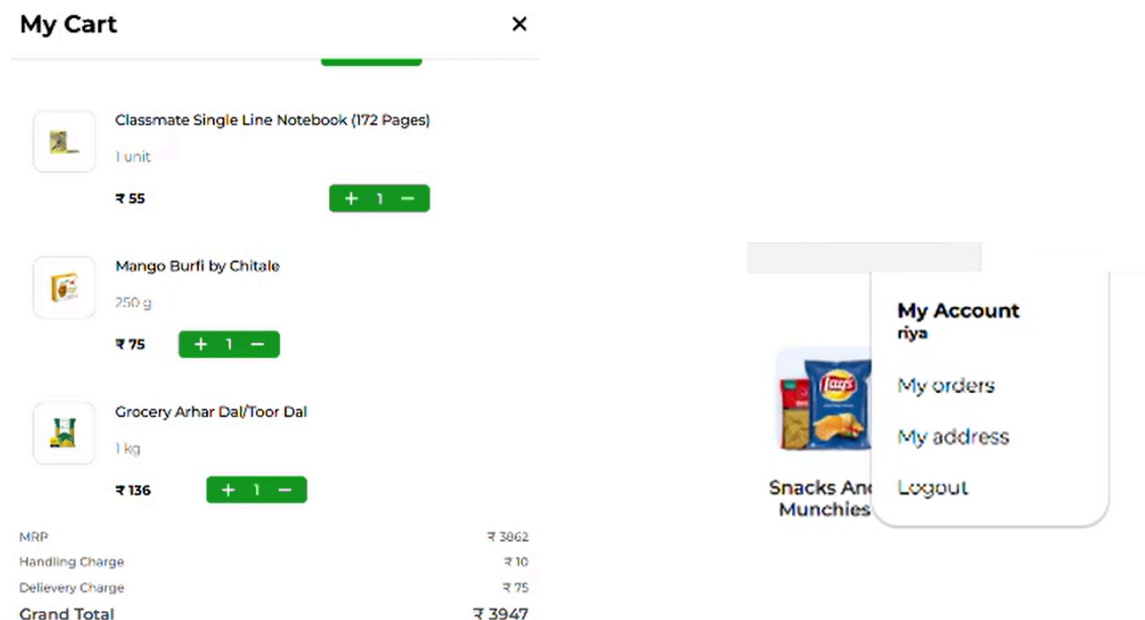 My Cart ×
Classmate Single Line Notebook (172 Pages)
1 unit
₹ 55
+ 1 −
Mango Burfi by Chitale
250 g
₹ 75 + 1 −
Grocery Arhar Dal/Toor Dal
1 kg
₹ 136 + 1 −
MRP ₹ 3862
Handling Charge ₹ 10
Delievery Charge ₹ 75
Grand Total ₹ 3947
My Account
riya
My orders
My address
Logout
Lay's
Snacks And
Munchies